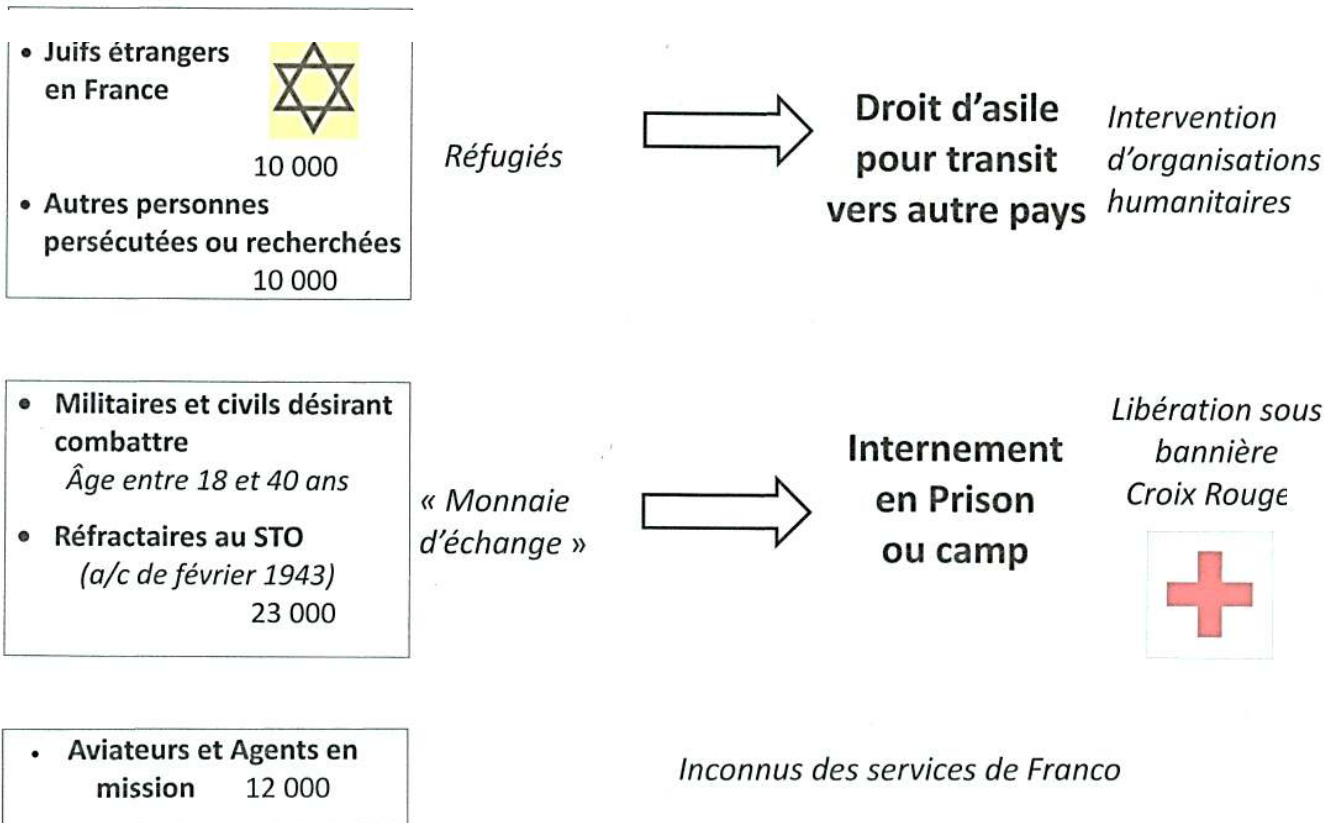 • Juifs étrangers
en France
10 000
• Autres personnes
persécutées ou recherchées
10 000
Réfugiés
Droit d'asile
pour transit
vers autre pays
Intervention
d'organisations
humanitaires
• Militaires et civils désirant
combattre
Âge entre 18 et 40 ans
• Réfractaires au STO
(a/c de février 1943)
23 000
« Monnaie
d'échange »
Internement
en Prison
ou camp
Libération sous
bannière
Croix Rouge
• Aviateurs et Agents en
mission 12 000
Inconnus des services de Franco